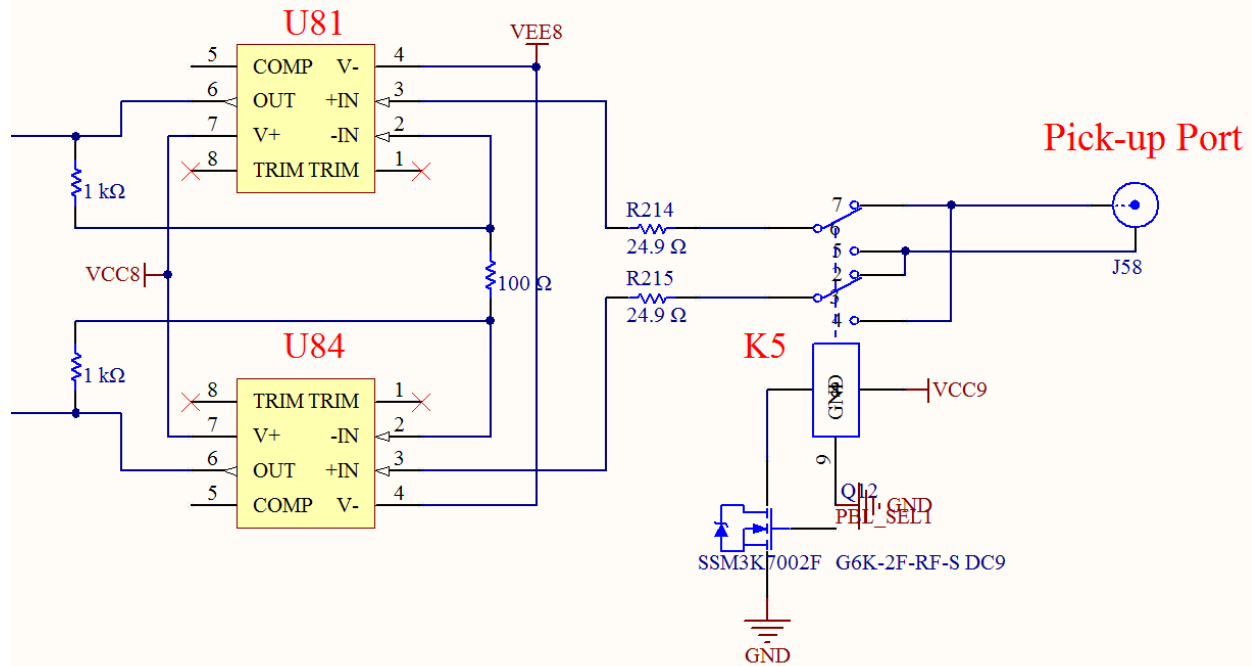 U81
VEE8
5 COMP V- 4
6 OUT +IN 3
7 V+ -IN 2
8 TRIM TRIM 1
1 kΩ
Pick-up Port
R214
24.9 Ω
7
6
5
2
3
4
J58
VCC8
100 Ω
R215
24.9 Ω
1 kΩ
U84
K5
8 TRIM TRIM 1
7 V+ -IN 2
6 OUT +IN 3
5 COMP V- 4
GND
VCC9
9
Q12
GND
PBL_SEL1
SSM3K7002F
G6K-2F-RF-S DC9
GND